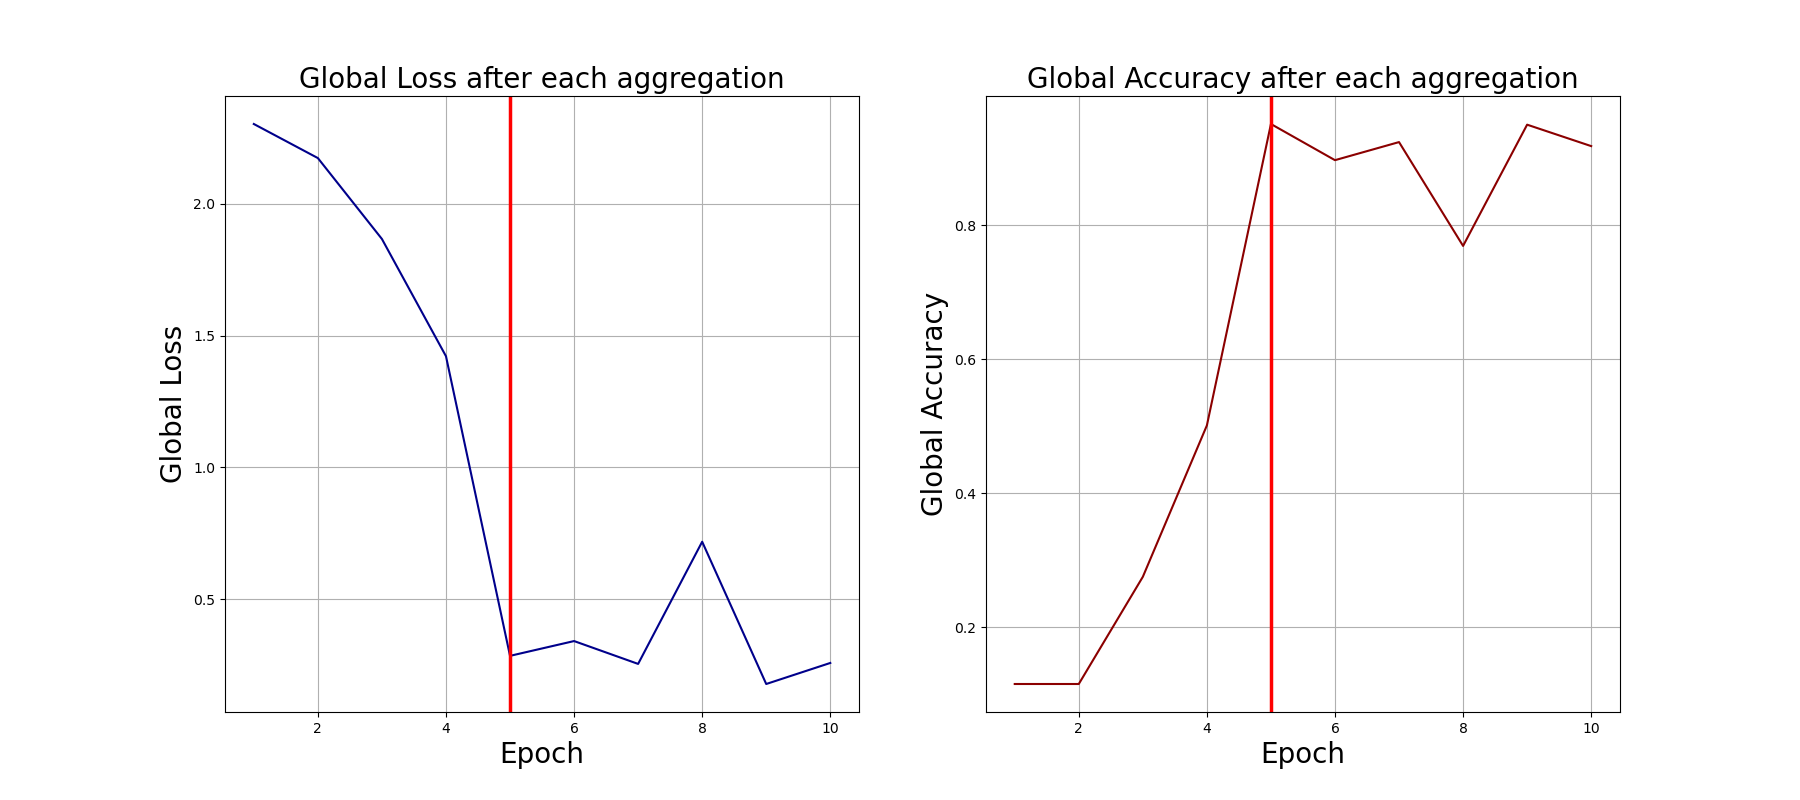 Global Loss after each aggregation
Global Loss
2.0
1.5
1.0
0.5
2 4 6 8 10
Epoch
Global Accuracy after each aggregation
Global Accuracy
0.8
0.6
0.4
0.2
2 4 6 8 10
Epoch